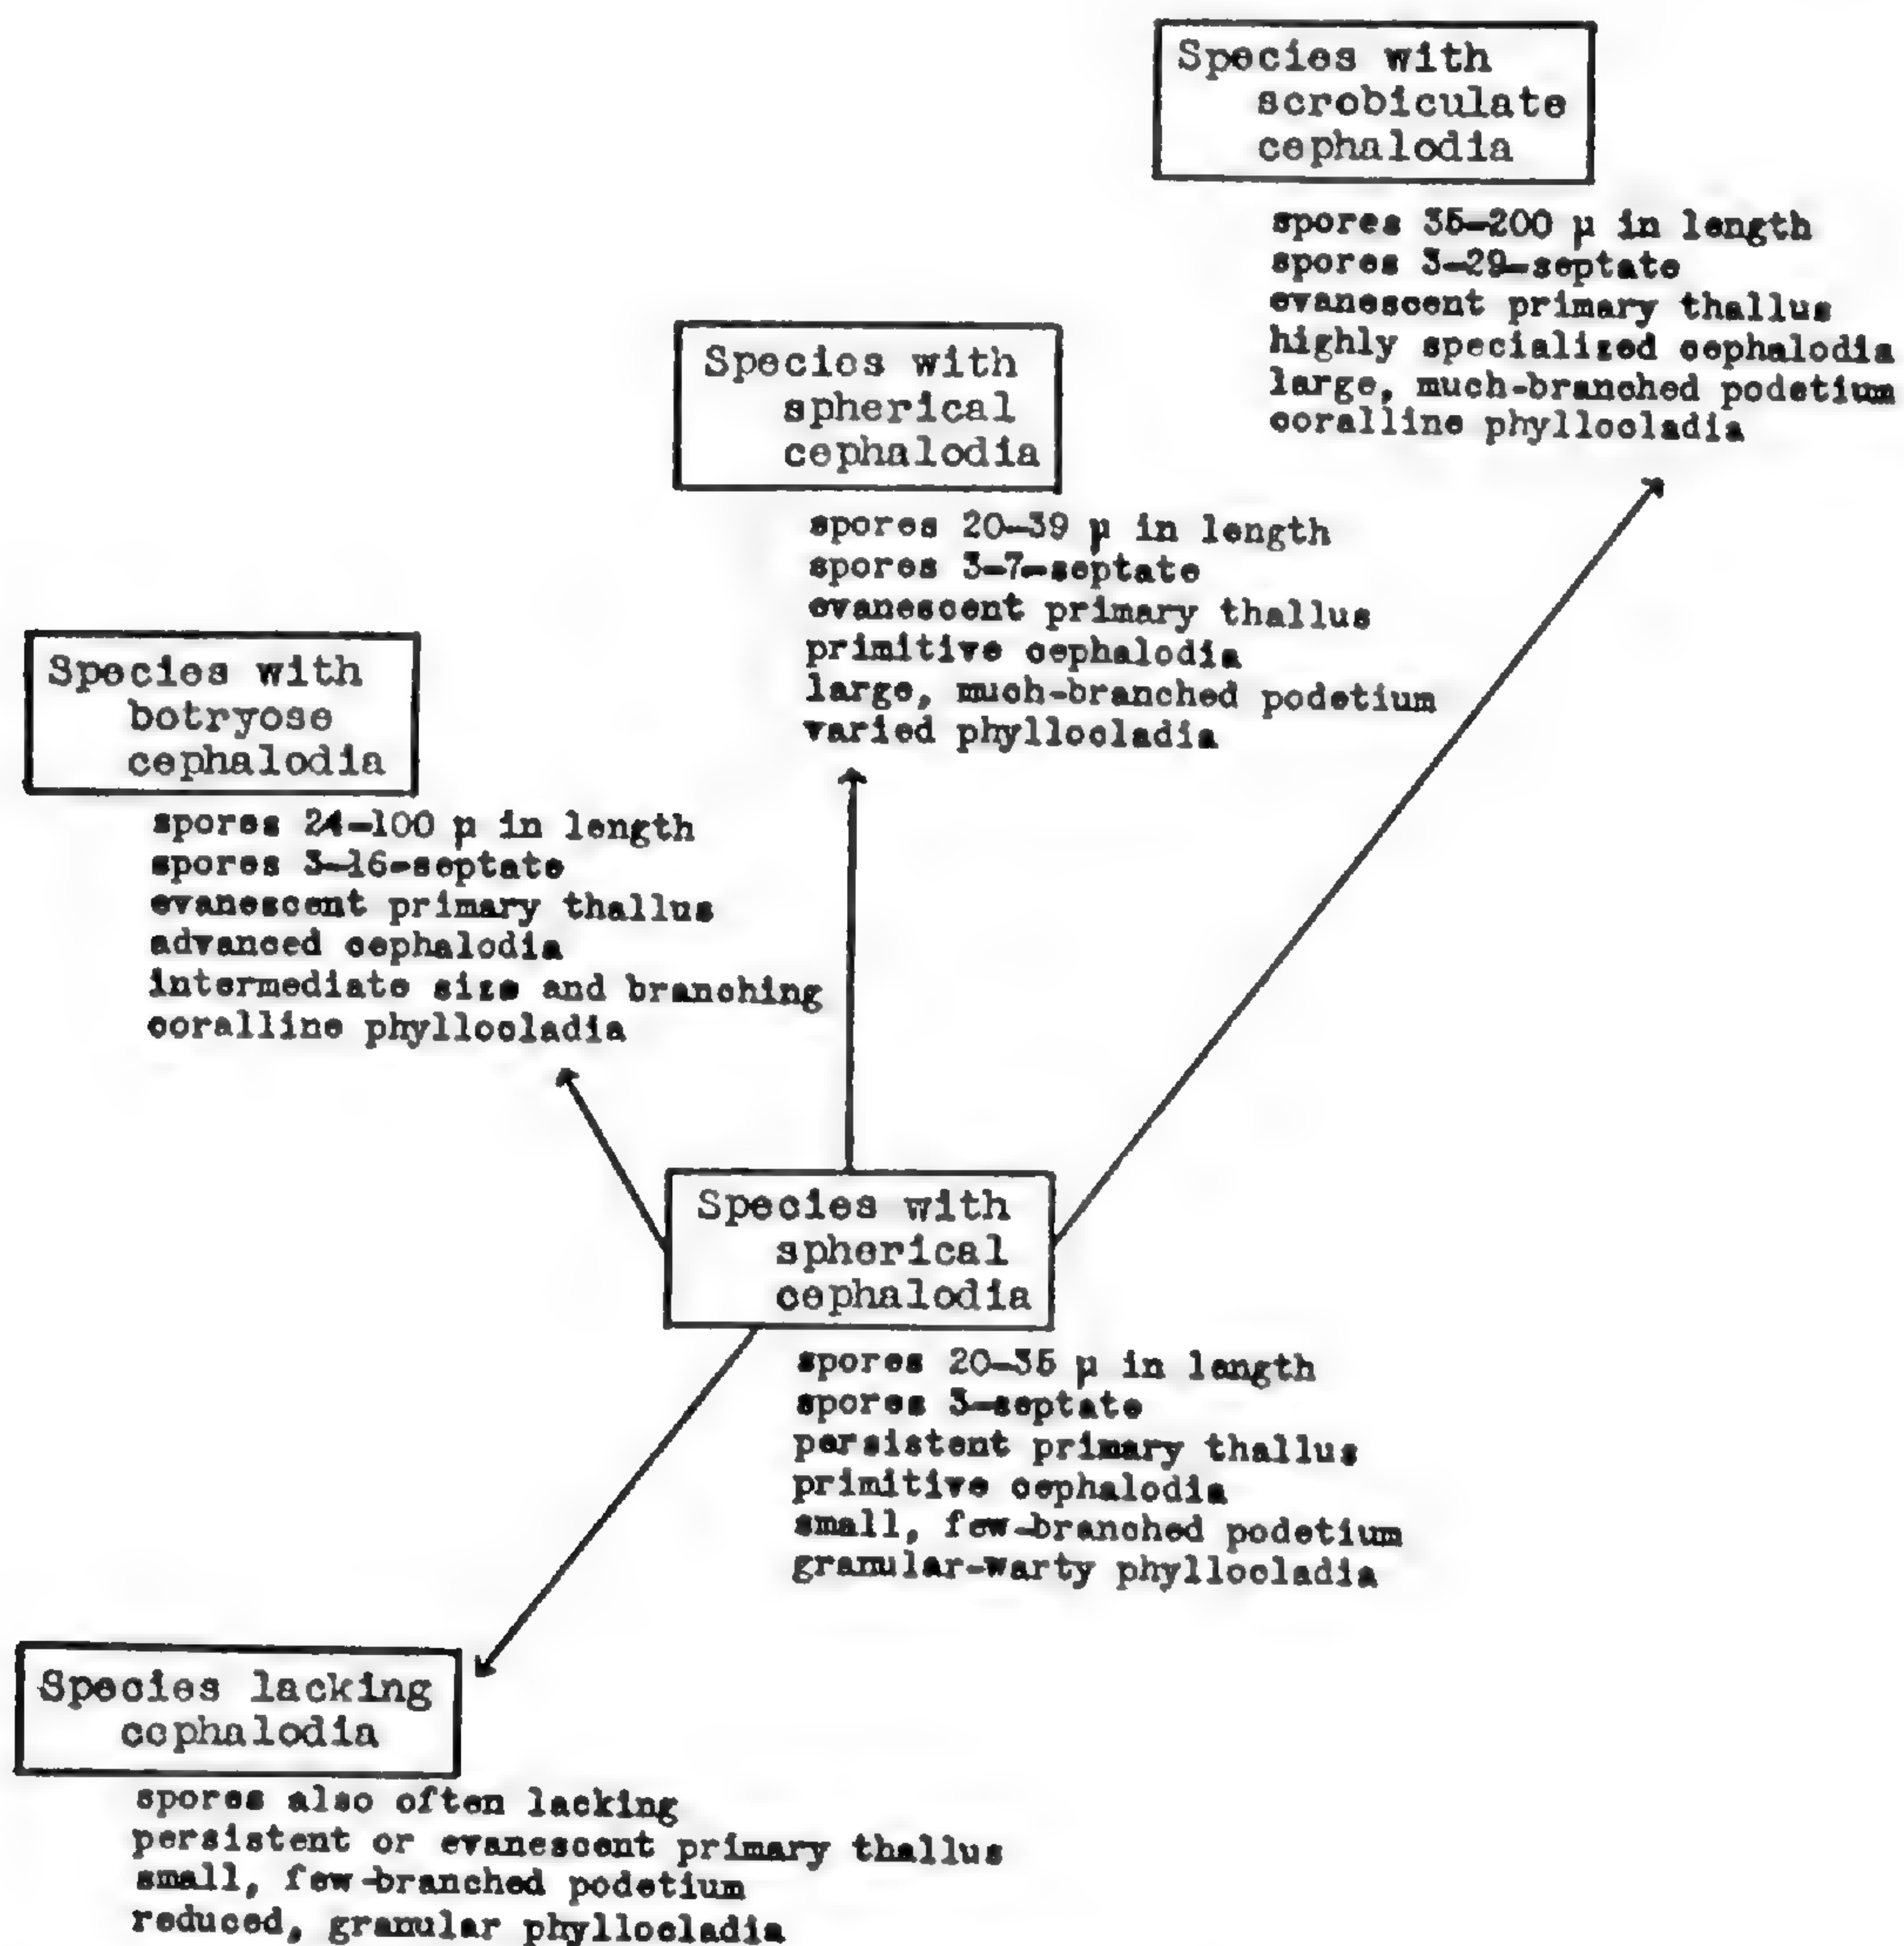 Species with
scrobiculate
cephalodia
spores 35-200 µ in length
spores 3-29-septate
evanescent primary thallus
highly specialized cephalodia
large, much-branched podetium
coralline phyllocladia
Species with
spherical
cephalodia
spores 20-39 µ in length
spores 3-7-septate
evanescent primary thallus
primitive cephalodia
large, much-branched podetium
varied phyllocladia
Species with
botryose
cephalodia
spores 24-100 µ in length
spores 3-16-septate
evanescent primary thallus
advanced cephalodia
intermediate size and branching
coralline phyllocladia
Species with
spherical
cephalodia
spores 20-35 µ in length
spores 3-septate
persistent primary thallus
primitive cephalodia
small, few-branched podetium
granular-warty phyllocladia
Species lacking
cephalodia
spores also often lacking
persistent or evanescent primary thallus
small, few-branched podetium
reduced, granular phyllocladia